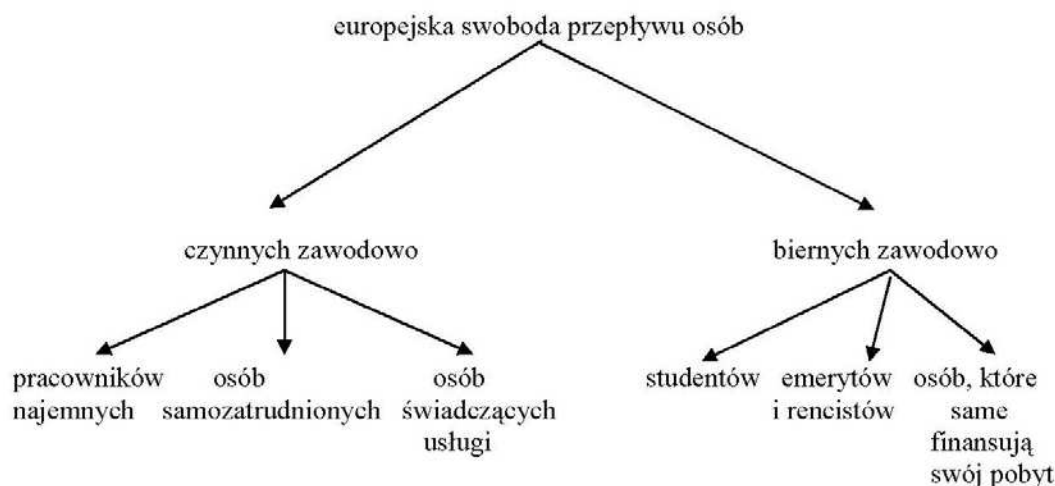 europejska swoboda przepływu osób
czynnych zawodowo
biernych zawodowo
pracowników
najemnych
osób
samozatrudnionych
osób
świadczących
usługi
studentów
emerytów
i rencistów
osób, które
same
finansują
swój pobyt